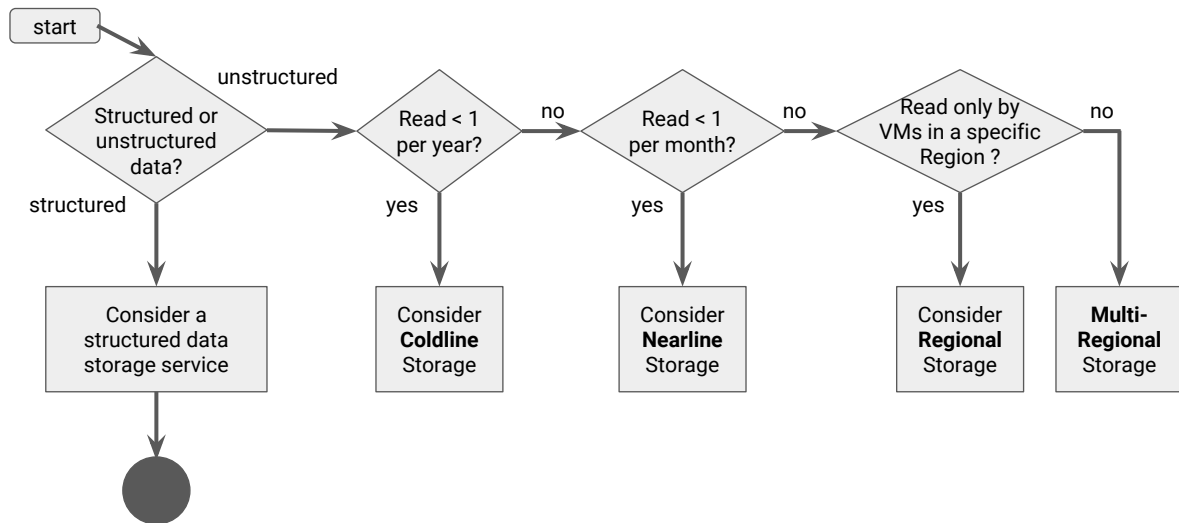 start
unstructured
Structured or
unstructured
data?
structured
Read < 1
per year?
no
yes
Read < 1
per month?
no
yes
Read only by
VMs in a specific
Region ?
no
yes
Consider a
structured data
storage service
Consider
Coldline
Storage
Consider
Nearline
Storage
Consider
Regional
Storage
Multi-
Regional
Storage